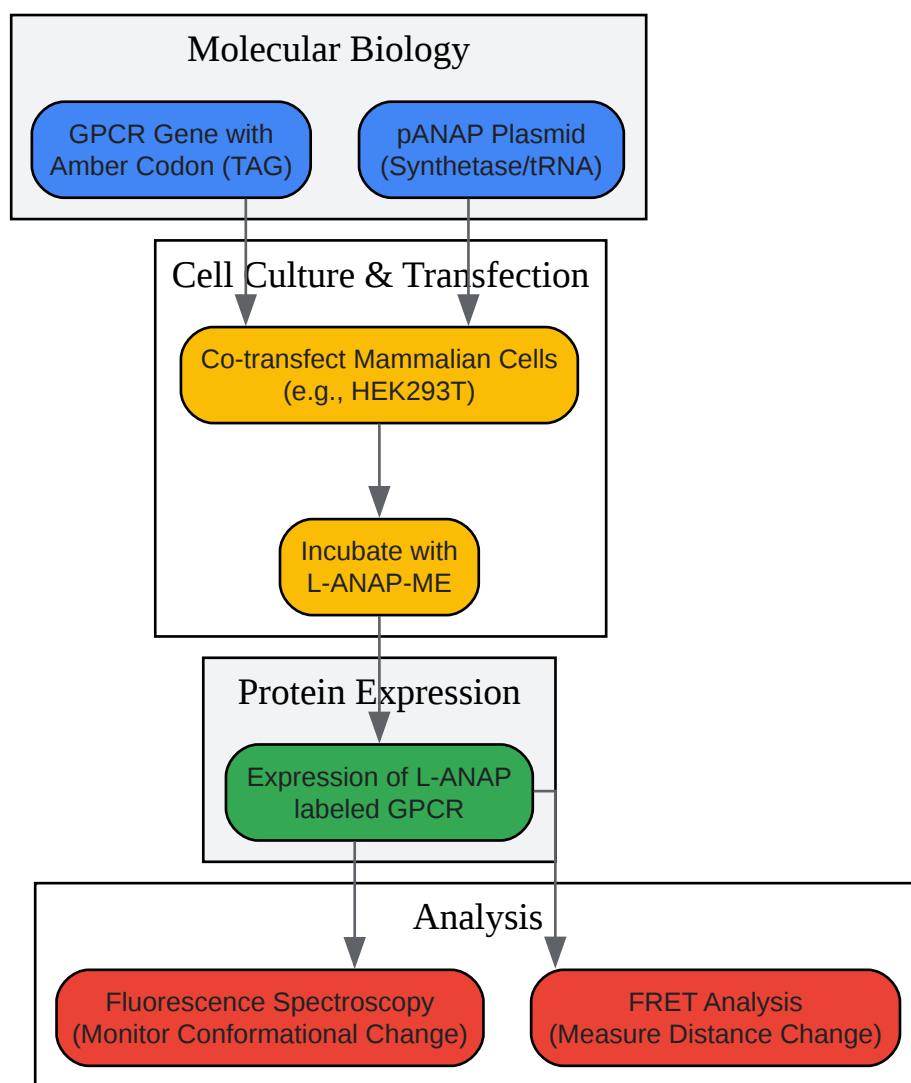 Molecular Biology
GPCR Gene with
Amber Codon (TAG)
pANAP Plasmid
(Synthetase/tRNA)
Cell Culture & Transfection
Co-transfect Mammalian Cells
(e.g., HEK293T)
Incubate with
L-ANAP-ME
Protein Expression
Expression of L-ANAP
labeled GPCR
Analysis
Fluorescence Spectroscopy
(Monitor Conformational Change)
FRET Analysis
(Measure Distance Change)